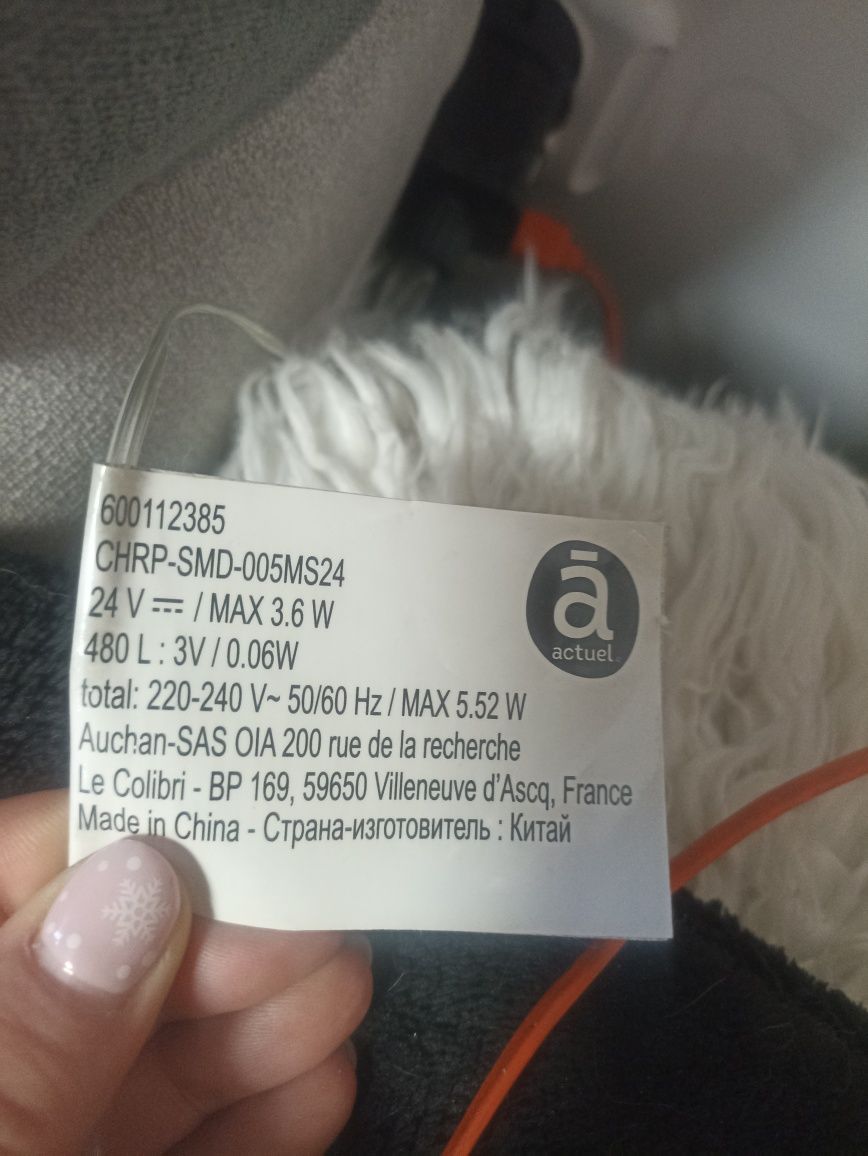 600112385
CHRP-SMD-005MS24
24 V ⎓ / MAX 3.6 W
480 L : 3V / 0.06W
total: 220-240 V~ 50/60 Hz / MAX 5.52 W
Auchan-SAS OIA 200 rue de la recherche
Le Colibri - BP 169, 59650 Villeneuve d'Ascq, France
Made in China - Страна-изготовитель : Китай
ā
actuel